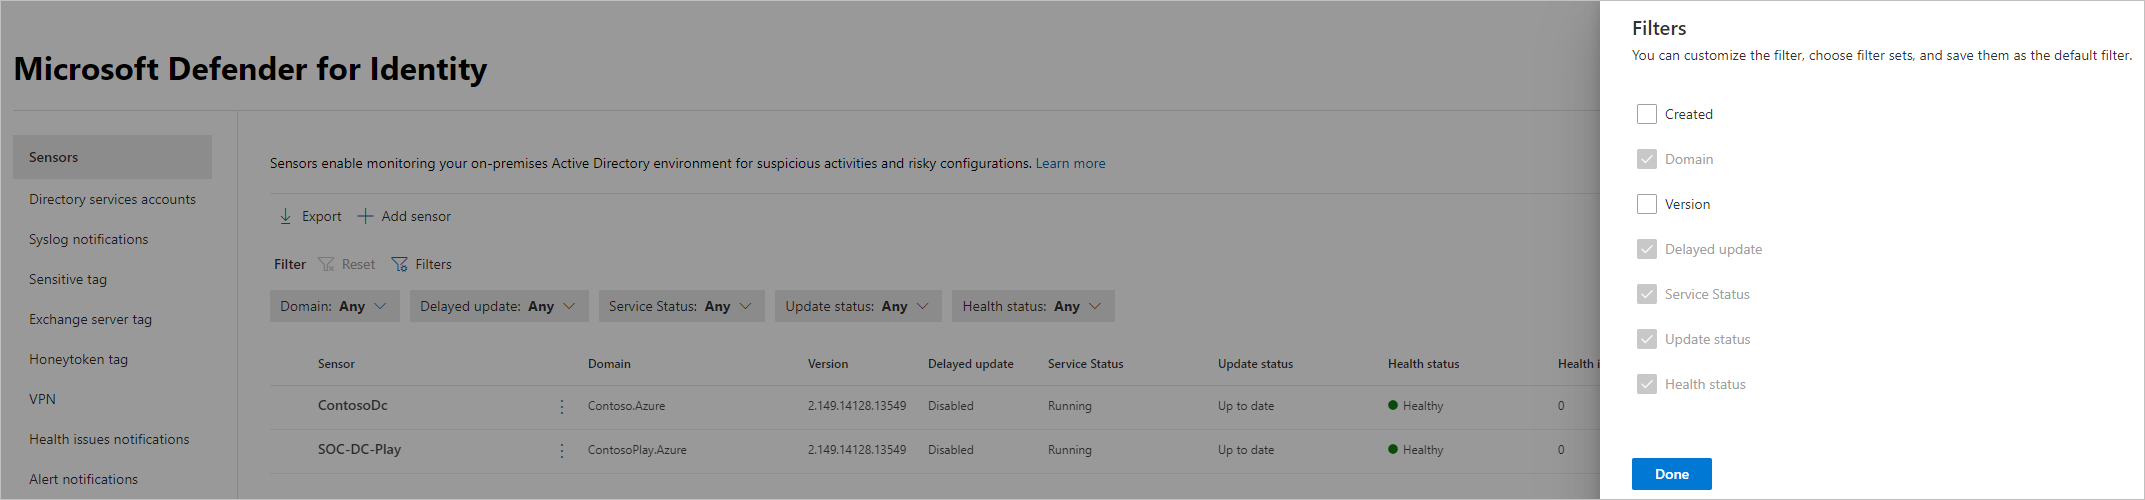 Microsoft Defender for Identity
Sensors
Directory services accounts
Syslog notifications
Sensitive tag
Exchange server tag
Honeytoken tag
VPN
Health issues notifications
Alert notifications
Sensors enable monitoring your on-premises Active Directory environment for suspicious activities and risky configurations. Learn more
Export Add sensor
Filter Reset Filters
Domain: Any Delayed update: Any Service Status: Any Update status: Any Health status: Any
Sensor Domain Version Delayed update Service Status Update status Health status Health i
ContosoDc Contoso.Azure 2.149.14128.13549 Disabled Running Up to date Healthy 0
SOC-DC-Play ContosoPlay.Azure 2.149.14128.13549 Disabled Running Up to date Healthy 0
Filters
You can customize the filter, choose filter sets, and save them as the default filter.
Created
Domain
Version
Delayed update
Service Status
Update status
Health status
Done